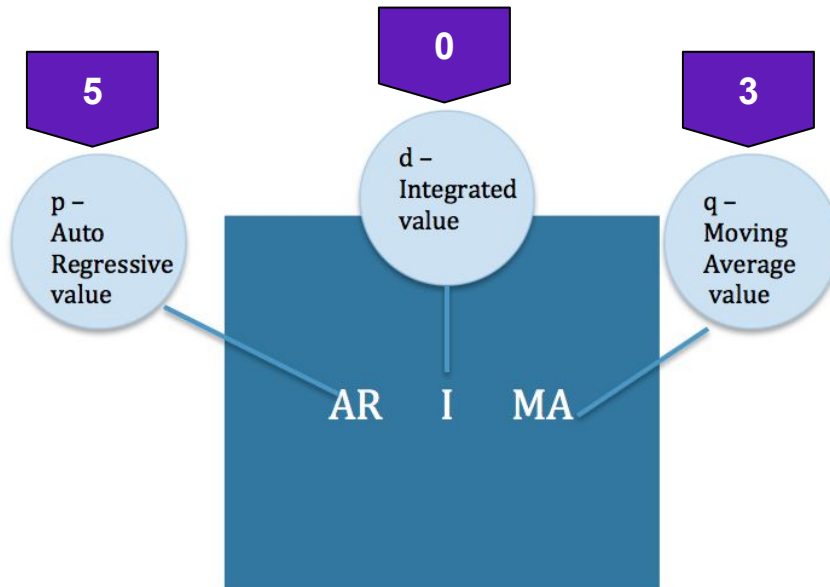 5
0
3
p –
Auto
Regressive
value
d –
Integrated
value
q –
Moving
Average
value
AR I MA